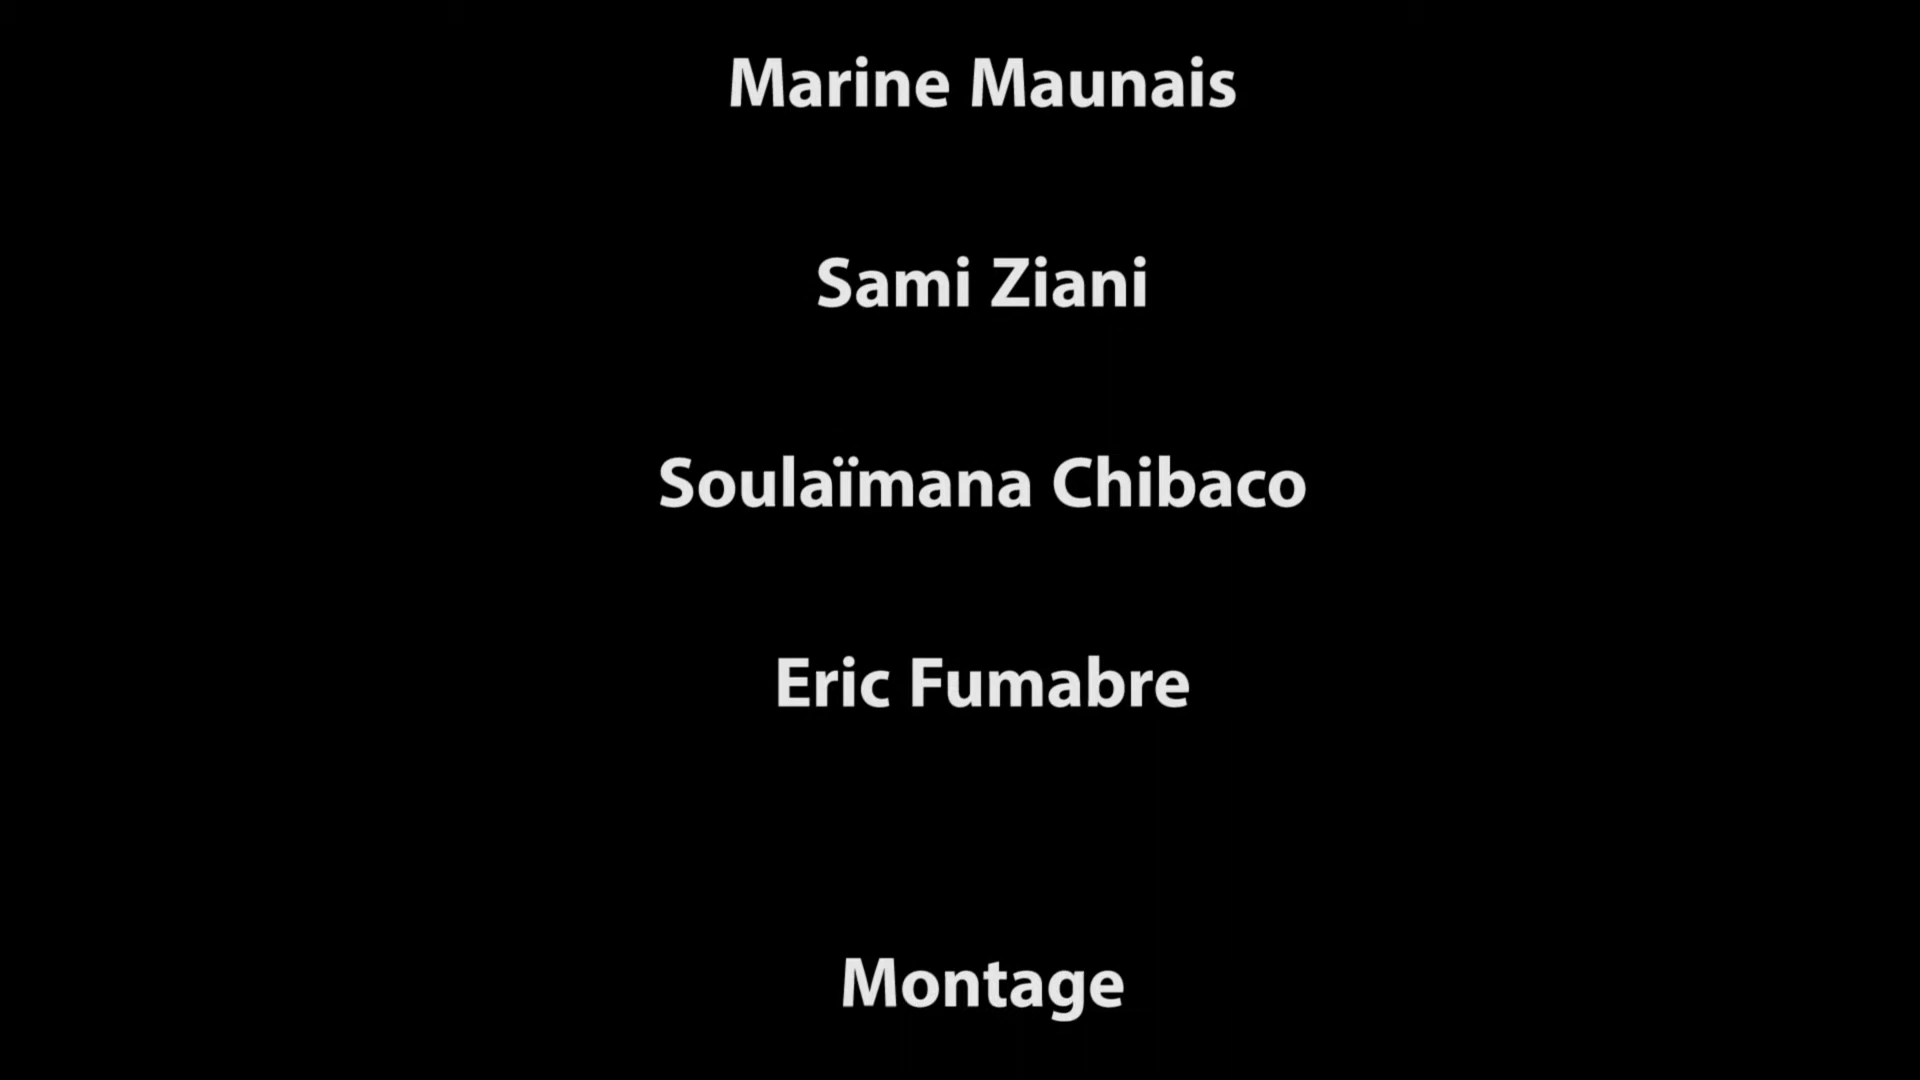 Marine Maunais
Sami Ziani
Soulaïmana Chibaco
Eric Fumabre
Montage